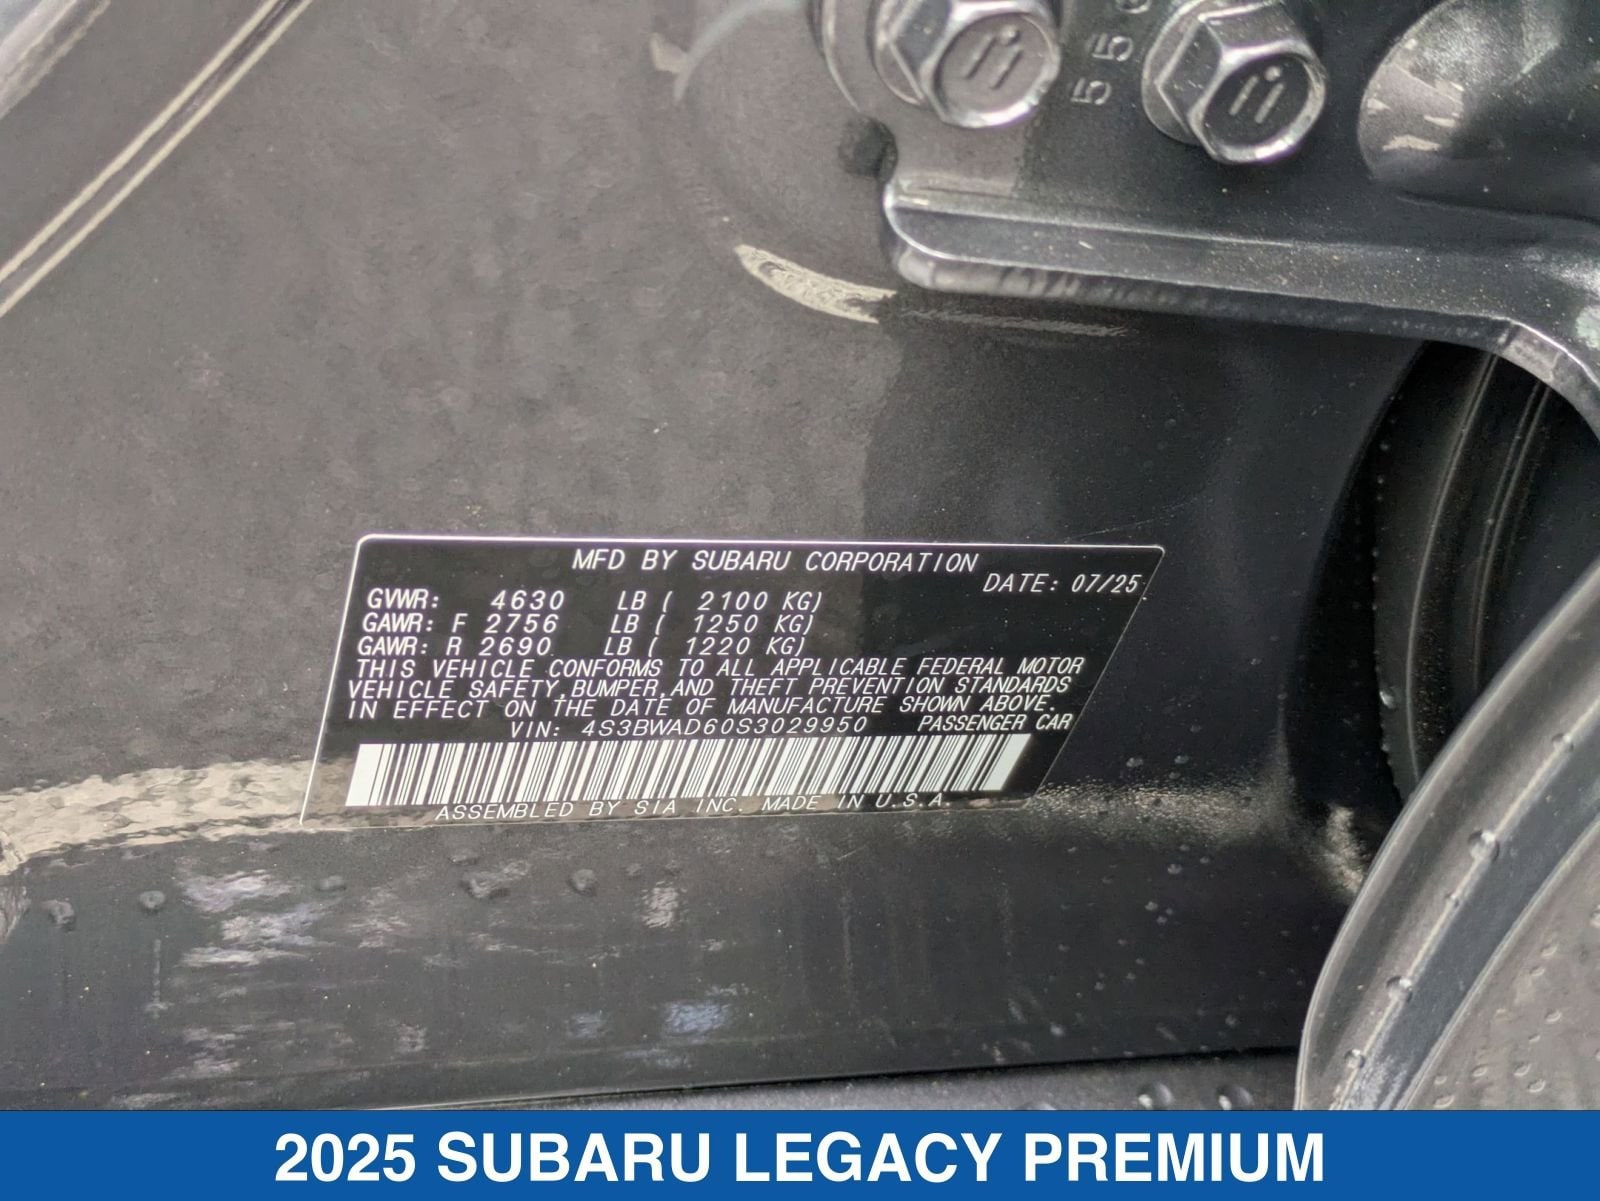 550
MFD BY SUBARU CORPORATION
DATE: 07/25
GVWR: 4630 LB ( 2100 KG)
GAWR: F 2756 LB ( 1250 KG)
GAWR: R 2690 LB ( 1220 KG)
THIS VEHICLE CONFORMS TO ALL APPLICABLE FEDERAL MOTOR
VEHICLE SAFETY, BUMPER, AND THEFT PREVENTION STANDARDS
IN EFFECT ON THE DATE OF MANUFACTURE SHOWN ABOVE.
VIN: 4S3BWAD60S3029950 PASSENGER CAR
ASSEMBLED BY SIA INC. MADE IN U.S.A.
2025 SUBARU LEGACY PREMIUM